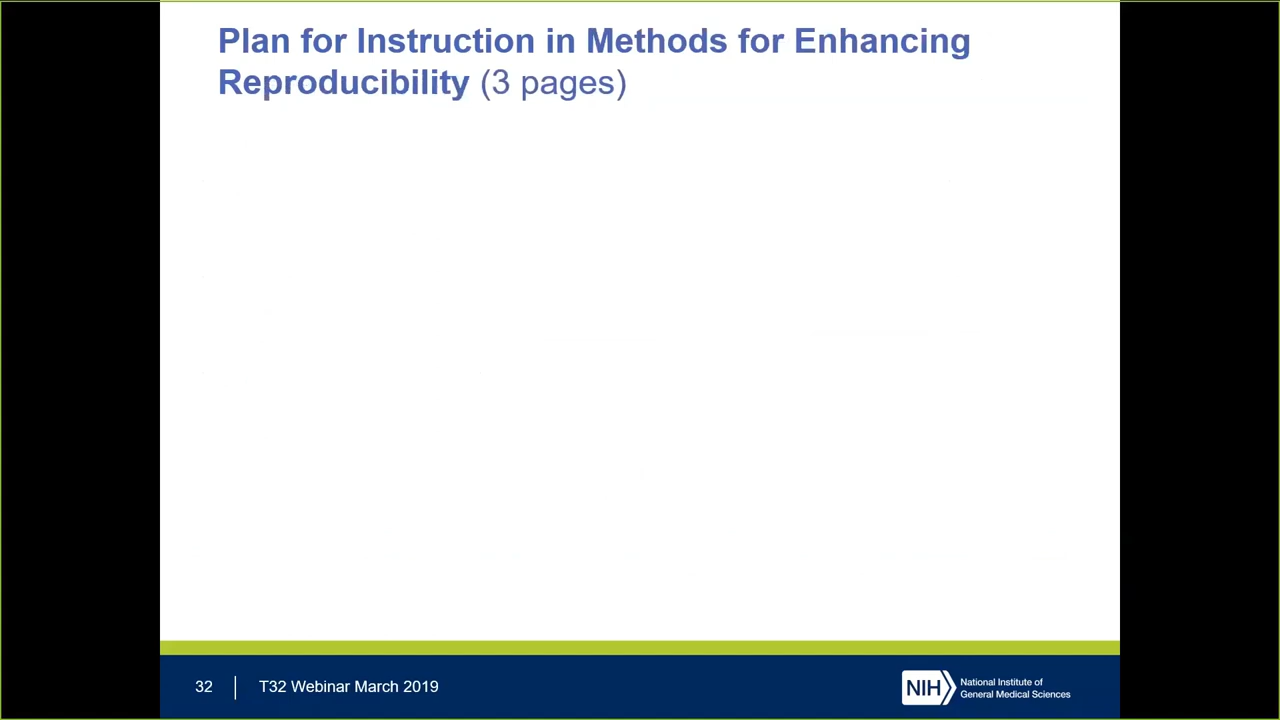 Plan for Instruction in Methods for Enhancing
Reproducibility (3 pages)
32
T32 Webinar March 2019
NIH
National Institute of
General Medical Sciences